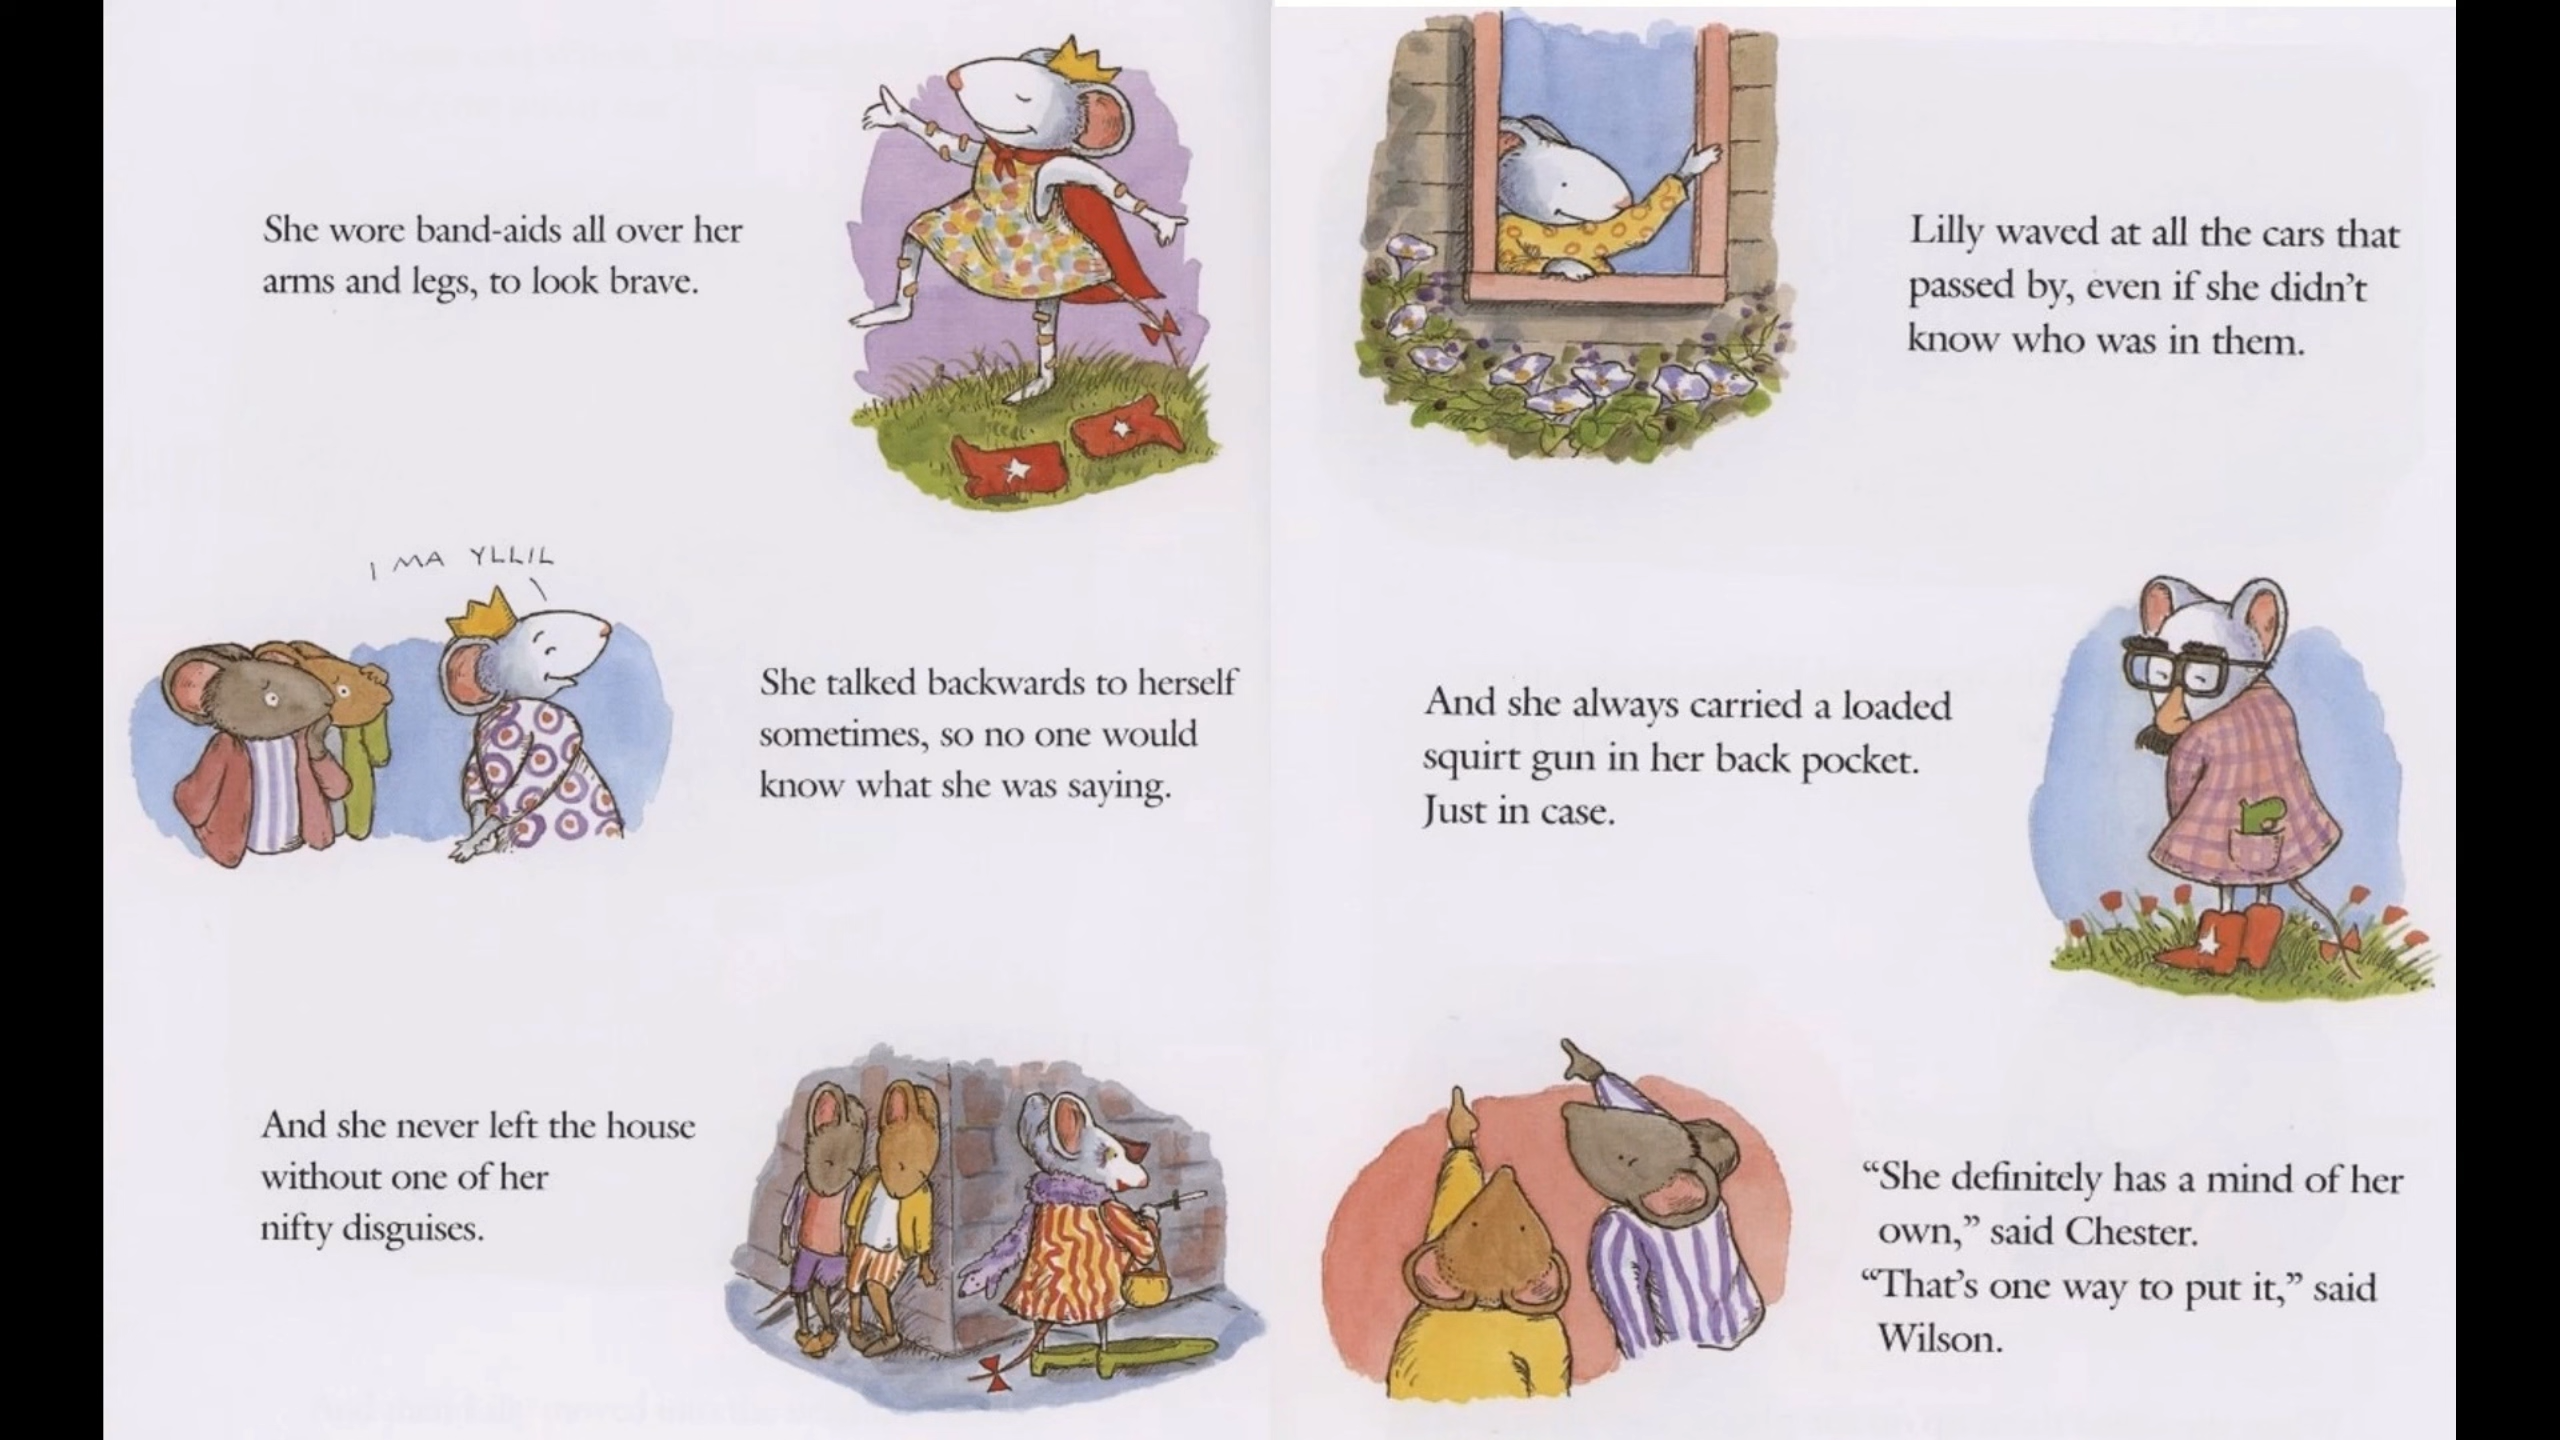 She wore band-aids all over her
arms and legs, to look brave.
I MA YLLIL
She talked backwards to herself
sometimes, so no one would
know what she was saying.
And she never left the house
without one of her
nifty disguises.
Lilly waved at all the cars that
passed by, even if she didn't
know who was in them.
And she always carried a loaded
squirt gun in her back pocket.
Just in case.
“She definitely has a mind of her
own,” said Chester.
“That's one way to put it,” said
Wilson.